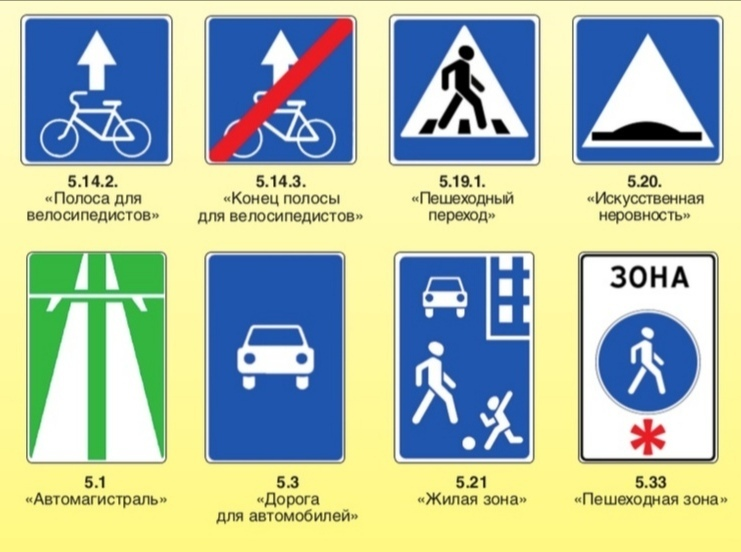 5.14.2.
«Полоса для
велосипедистов»
5.14.3.
«Конец полосы
для велосипедистов»
5.19.1.
«Пешеходный
переход»
5.20.
«Искусственная
неровность»
ЗОНА
5.1
«Автомагистраль»
5.3
«Дорога
для автомобилей»
5.21
«Жилая зона»
5.33
«Пешеходная зона»